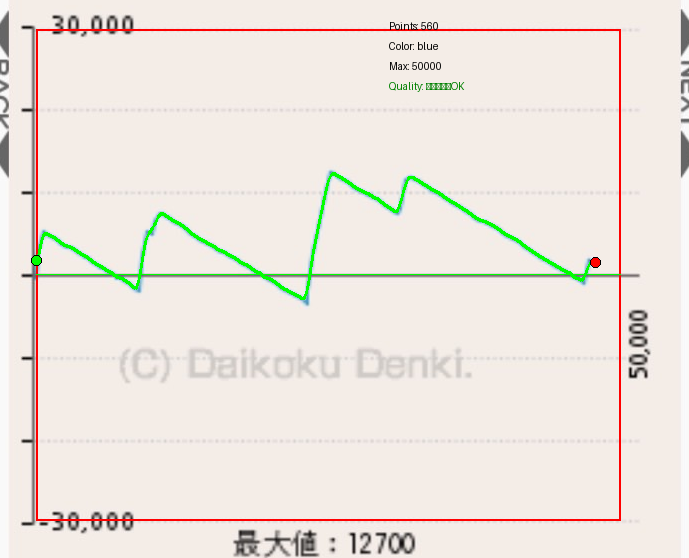 30,000
Points: 560
Color: blue
Max: 50000
Quality: OK
BACK
NEXT
50,000
(C) Daikoku Denki.
-30,000
最大値：12700